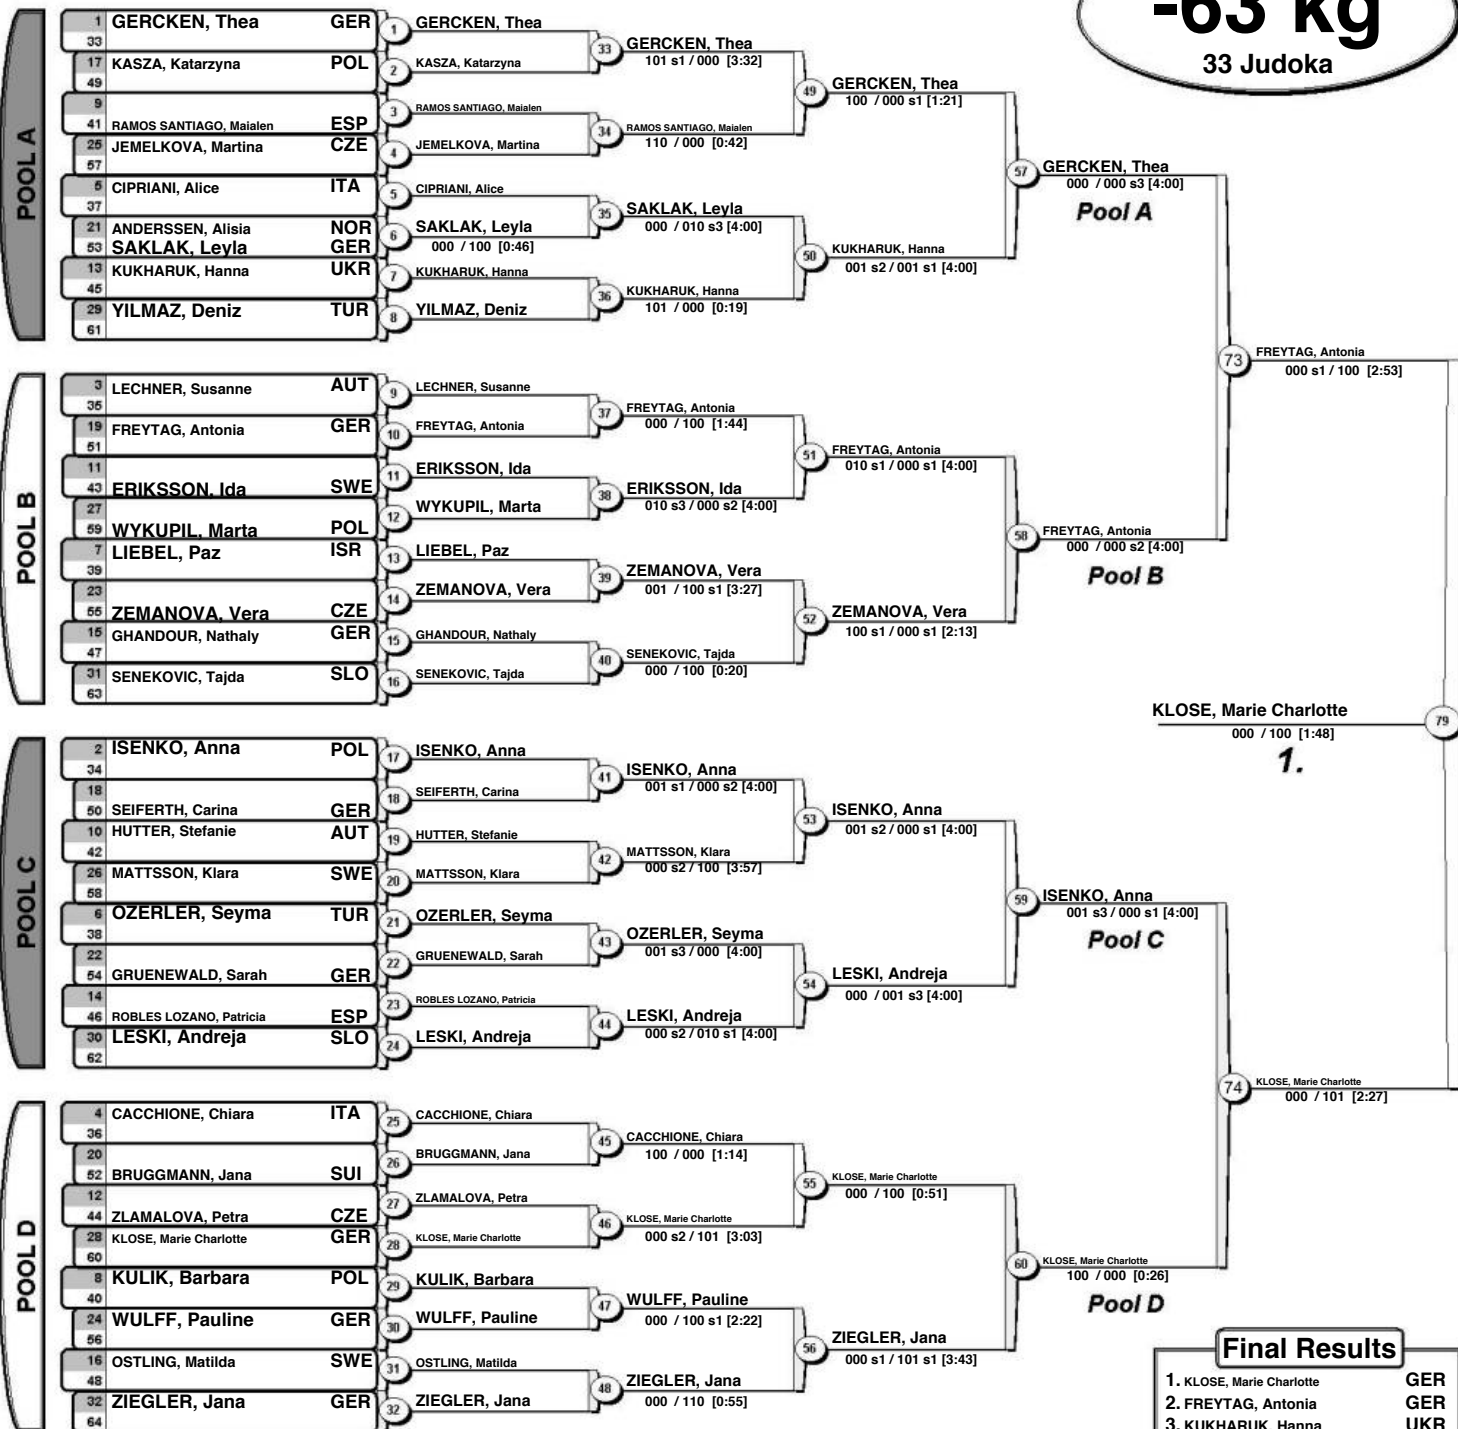 -63 kg
33 Judoka
POOL A
1 GERCKEN, Thea GER
33
17 KASZA, Katarzyna POL
49
9
41 RAMOS SANTIAGO, Maialen ESP
25 JEMELKOVA, Martina CZE
57
5 CIPRIANI, Alice ITA
37
21 ANDERSSEN, Alisia NOR
53 SAKLAK, Leyla GER
13 KUKHARUK, Hanna UKR
45
29 YILMAZ, Deniz TUR
61
1 GERCKEN, Thea
2 KASZA, Katarzyna
3 RAMOS SANTIAGO, Maialen
4 JEMELKOVA, Martina
5 CIPRIANI, Alice
6 SAKLAK, Leyla
000 / 100 [0:46]
7 KUKHARUK, Hanna
8 YILMAZ, Deniz
33 GERCKEN, Thea
101 s1 / 000 [3:32]
34 RAMOS SANTIAGO, Maialen
110 / 000 [0:42]
35 SAKLAK, Leyla
000 / 010 s3 [4:00]
36 KUKHARUK, Hanna
101 / 000 [0:19]
49 GERCKEN, Thea
100 / 000 s1 [1:21]
50 KUKHARUK, Hanna
001 s2 / 001 s1 [4:00]
57 GERCKEN, Thea
000 / 000 s3 [4:00]
Pool A
POOL B
3 LECHNER, Susanne AUT
35
19 FREYTAG, Antonia GER
51
11
43 ERIKSSON, Ida SWE
27
59 WYKUPIL, Marta POL
7 LIEBEL, Paz ISR
39
23
55 ZEMANOVA, Vera CZE
15 GHANDOUR, Nathaly GER
47
31 SENEKOVIC, Tajda SLO
63
9 LECHNER, Susanne
10 FREYTAG, Antonia
11 ERIKSSON, Ida
12 WYKUPIL, Marta
13 LIEBEL, Paz
14 ZEMANOVA, Vera
15 GHANDOUR, Nathaly
16 SENEKOVIC, Tajda
37 FREYTAG, Antonia
000 / 100 [1:44]
38 ERIKSSON, Ida
010 s3 / 000 s2 [4:00]
39 ZEMANOVA, Vera
001 / 100 s1 [3:27]
40 SENEKOVIC, Tajda
000 / 100 [0:20]
51 FREYTAG, Antonia
010 s1 / 000 s1 [4:00]
52 ZEMANOVA, Vera
100 s1 / 000 s1 [2:13]
58 FREYTAG, Antonia
000 / 000 s2 [4:00]
Pool B
73 FREYTAG, Antonia
000 s1 / 100 [2:53]
KLOSE, Marie Charlotte 79
000 / 100 [1:48]
1.
POOL C
2 ISENKO, Anna POL
34
18
50 SEIFERTH, Carina GER
10 HUTTER, Stefanie AUT
42
26 MATTSSON, Klara SWE
58
6 OZERLER, Seyma TUR
38
22
54 GRUENEWALD, Sarah GER
14
46 ROBLES LOZANO, Patricia ESP
30 LESKI, Andreja SLO
62
17 ISENKO, Anna
18 SEIFERTH, Carina
19 HUTTER, Stefanie
20 MATTSSON, Klara
21 OZERLER, Seyma
22 GRUENEWALD, Sarah
23 ROBLES LOZANO, Patricia
24 LESKI, Andreja
41 ISENKO, Anna
001 s1 / 000 s2 [4:00]
42 MATTSSON, Klara
000 s2 / 100 [3:57]
43 OZERLER, Seyma
001 s3 / 000 [4:00]
44 LESKI, Andreja
000 s2 / 010 s1 [4:00]
53 ISENKO, Anna
001 s2 / 000 s1 [4:00]
54 LESKI, Andreja
000 / 001 s3 [4:00]
59 ISENKO, Anna
001 s3 / 000 s1 [4:00]
Pool C
74 KLOSE, Marie Charlotte
000 / 101 [2:27]
POOL D
4 CACCHIONE, Chiara ITA
36
20
52 BRUGGMANN, Jana SUI
12
44 ZLAMALOVA, Petra CZE
28 KLOSE, Marie Charlotte GER
60
8 KULIK, Barbara POL
40
24 WULFF, Pauline GER
56
16 OSTLING, Matilda SWE
48
32 ZIEGLER, Jana GER
64
25 CACCHIONE, Chiara
26 BRUGGMANN, Jana
27 ZLAMALOVA, Petra
28 KLOSE, Marie Charlotte
29 KULIK, Barbara
30 WULFF, Pauline
31 OSTLING, Matilda
32 ZIEGLER, Jana
45 CACCHIONE, Chiara
100 / 000 [1:14]
46 KLOSE, Marie Charlotte
000 s2 / 101 [3:03]
47 WULFF, Pauline
000 / 100 s1 [2:22]
48 ZIEGLER, Jana
000 / 110 [0:55]
55 KLOSE, Marie Charlotte
000 / 100 [0:51]
56 ZIEGLER, Jana
000 s1 / 101 s1 [3:43]
60 KLOSE, Marie Charlotte
100 / 000 [0:26]
Pool D
Final Results
1. KLOSE, Marie Charlotte GER
2. FREYTAG, Antonia GER
3. KUKHARUK, Hanna UKR